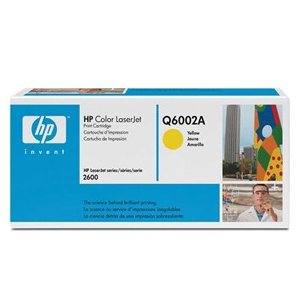 hp
invent
HP Color LaserJet
Print Cartridge
Cartouche d'impression
Cartucho de impresión
HP LaserJet series/séries/serie
2600
Q6002A
Yellow
Jaune
Amarillo
The science behind brilliant printing.